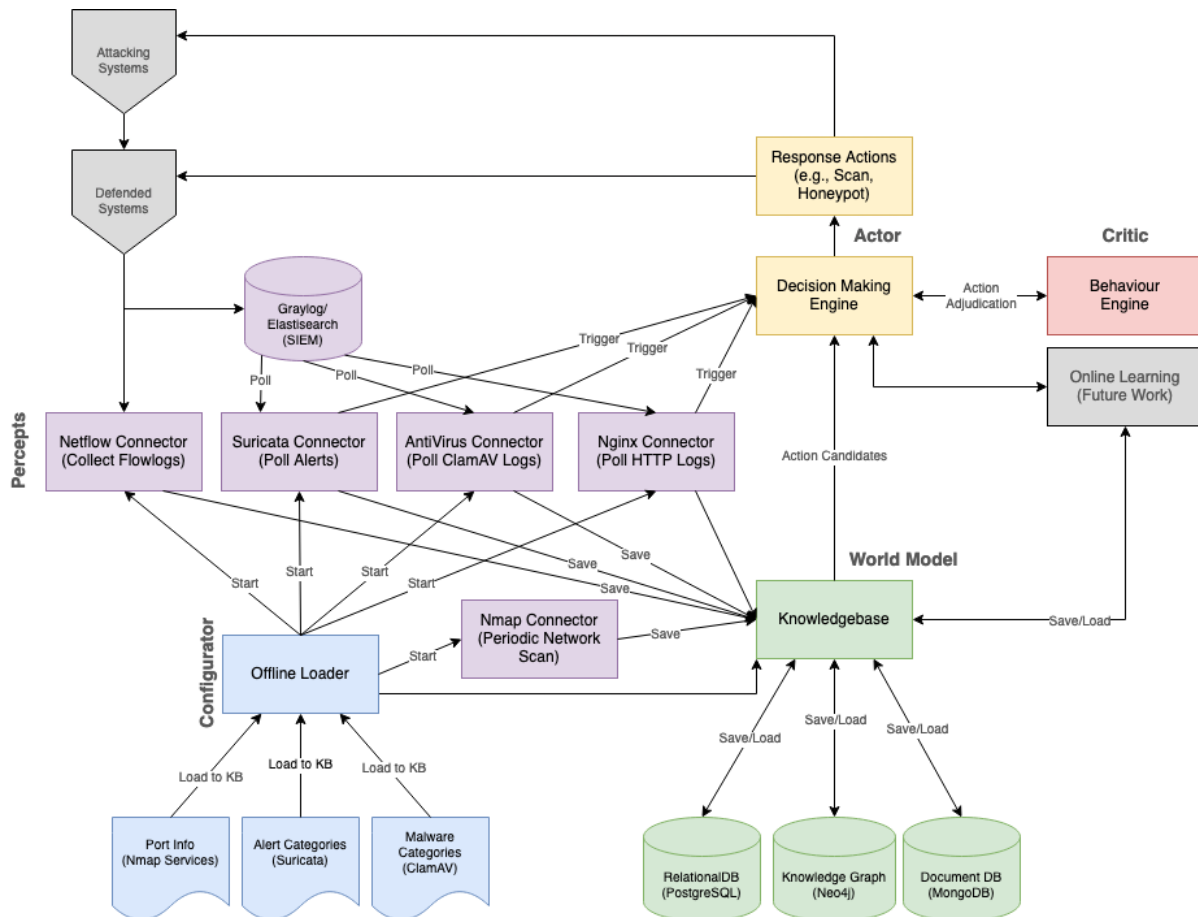 Attacking
Systems
Defended
Systems
Response Actions
(e.g., Scan,
Honeypot)
Actor
Critic
Graylog/
Elastisearch
(SIEM)
Decision Making
Engine
Action
Adjudication
Behaviour
Engine
Trigger
Trigger
Trigger
Poll
Poll
Poll
Online Learning
(Future Work)
Percepts
Netflow Connector
(Collect Flowlogs)
Suricata Connector
(Poll Alerts)
AntiVirus Connector
(Poll ClamAV Logs)
Nginx Connector
(Poll HTTP Logs)
Action Candidates
Start
Start
Start
Start
Save
Save
Save
World Model
Configurator
Offline Loader
Start
Nmap Connector
(Periodic Network
Scan)
Save
Knowledgebase
Save/Load
Load to KB
Load to KB
Load to KB
Save/Load
Save/Load
Save/Load
Port Info
(Nmap Services)
Alert Categories
(Suricata)
Malware
Categories
(ClamAV)
RelationalDB
(PostgreSQL)
Knowledge Graph
(Neo4j)
Document DB
(MongoDB)